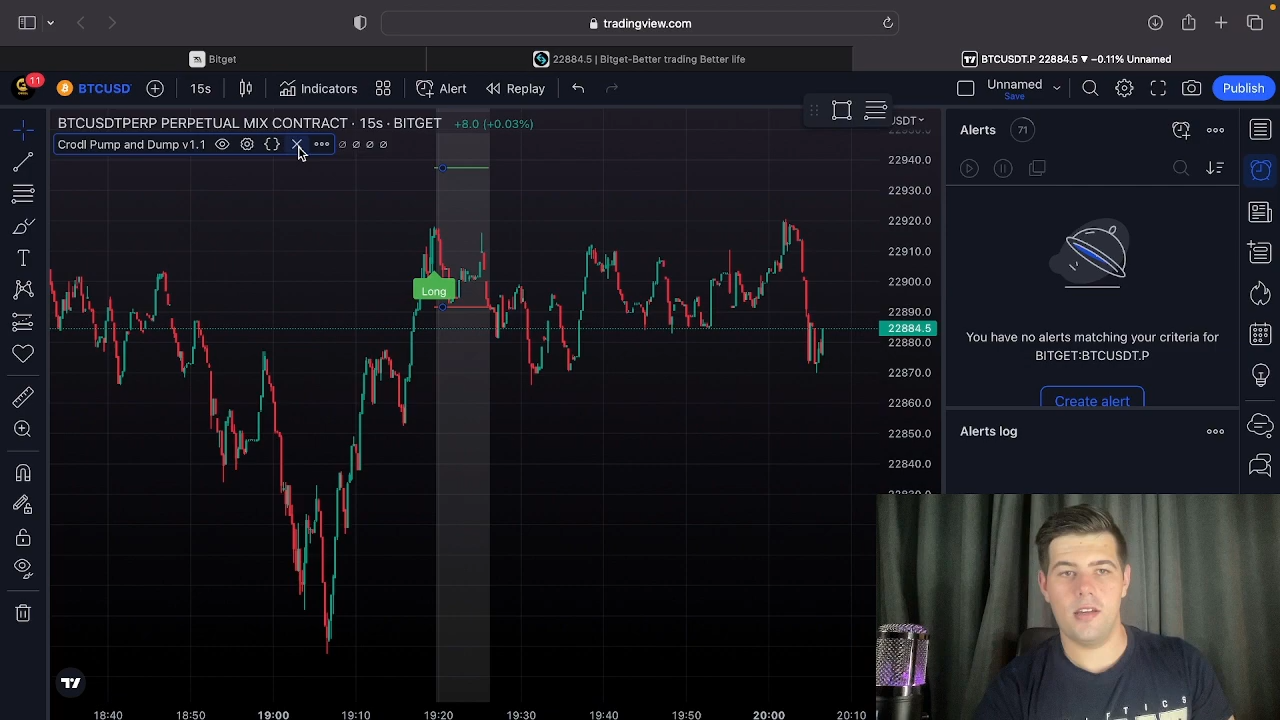 tradingview.com
Bitget
22884.5 | Bitget-Better trading Better life
BTCUSDT.P 22884.5 ▼ −0.11% Unnamed
11
BTCUSD
15s
Indicators
Alert
Replay
Unnamed
Save
Publish
BTCUSDTPERP PERPETUAL MIX CONTRACT · 15s · BITGET +8.0 (+0.03%)
Crodl Pump and Dump v1.1
Long
22940.0
22930.0
22920.0
22910.0
22900.0
22890.0
22884.5
22880.0
22870.0
22860.0
22850.0
22840.0
18:40 18:50 19:00 19:10 19:20 19:30 19:40 19:50 20:00 20:10
Alerts 71
You have no alerts matching your criteria for
BITGET:BTCUSDT.P
Create alert
Alerts log